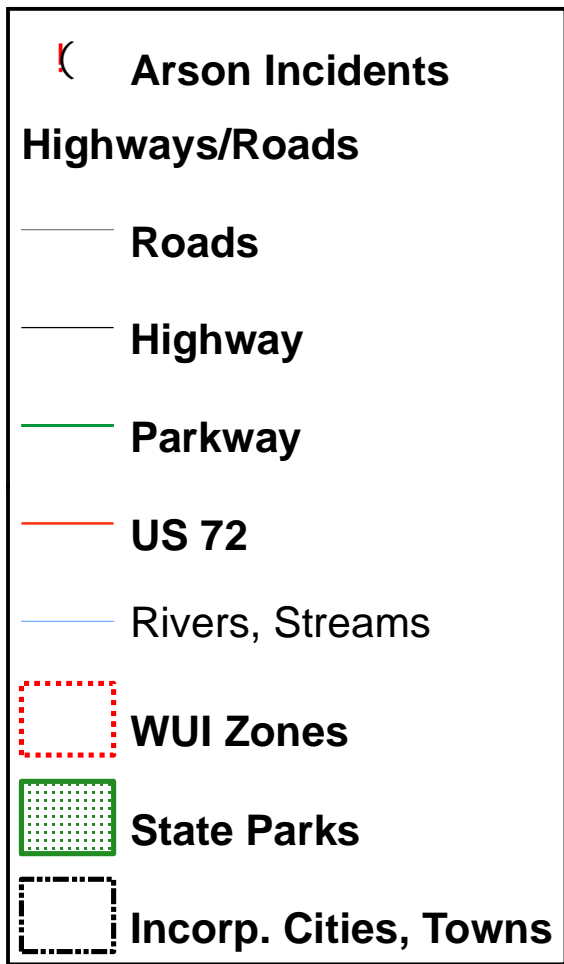 Arson Incidents
Highways/Roads
Roads
Highway
Parkway
US 72
Rivers, Streams
WUI Zones
State Parks
Incorp. Cities, Towns